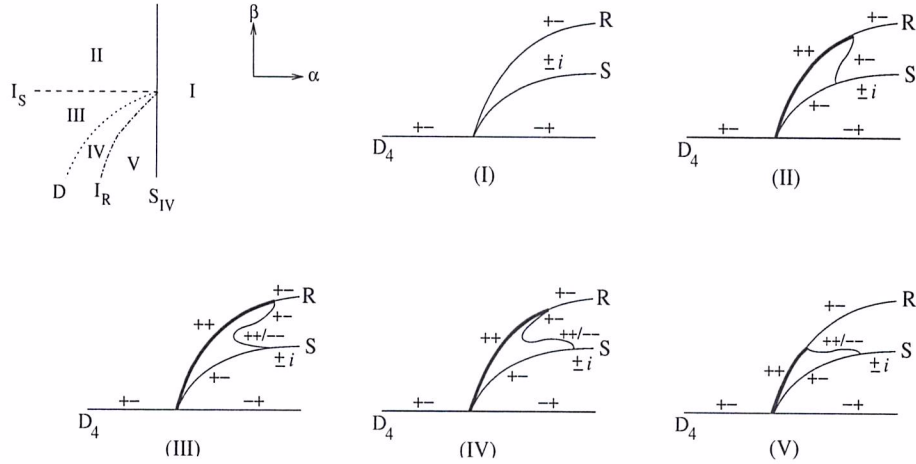 β
α
II
I
I_S
III
IV
V
D
I_R
S_IV
+−
R
± i
S
+−
−+
D_4
(I)
+−
R
++
+−
S
± i
+−
+−
−+
D_4
(II)
+−
R
+−
++
++/−−
S
± i
+−
+−
−+
D_4
(III)
+−
R
+−
++
++/−−
S
± i
+−
+−
−+
D_4
(IV)
+−
R
++/−−
S
++
+−
± i
+−
−+
D_4
(V)